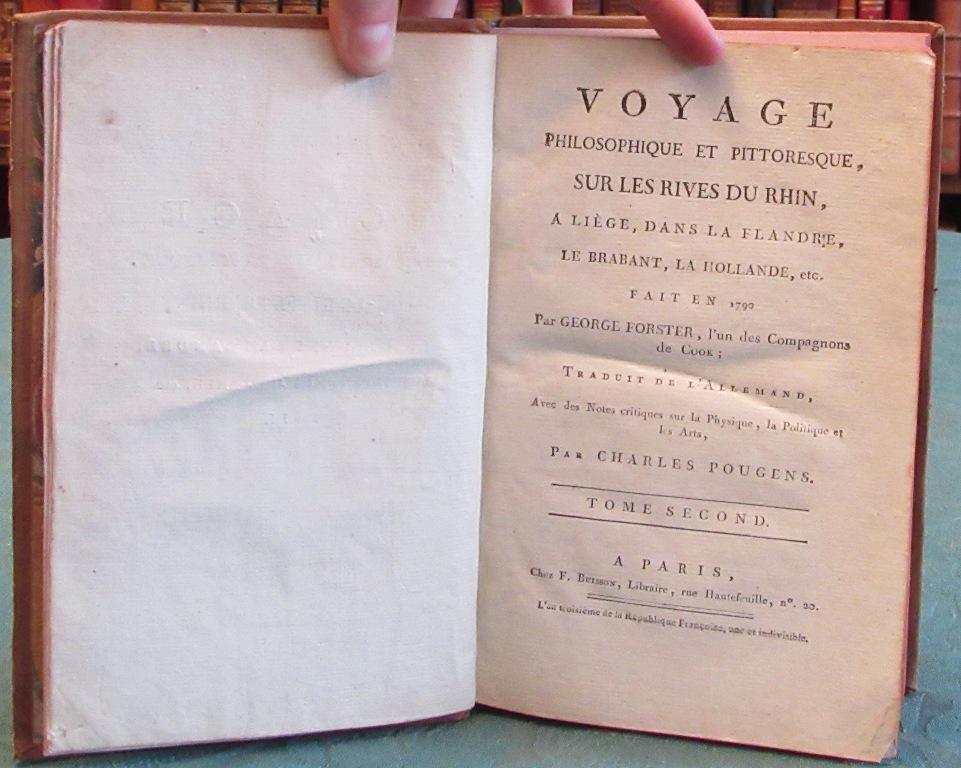 VOYAGE
PHILOSOPHIQUE ET PITTORESQUE,
SUR LES RIVES DU RHIN,
A LIÈGE, DANS LA FLANDRE,
LE BRABANT, LA HOLLANDE, etc.
FAIT EN 1790
Par GEORGE FORSTER, l'un des Compagnons
de COOK;
TRADUIT DE L'ALLEMAND,
Avec des Notes critiques sur la Physique, la Politique et
les Arts,
PAR CHARLES POUGENS.
TOME SECOND.
A PARIS,
Chez F. BUISSON, Libraire, rue Hautefeuille, n°. 20.
L'an troisième de la République Françoise, une et indivisible.